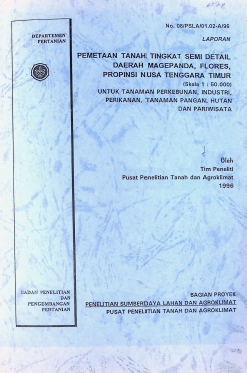 No. 08/PSLA/01.02-A/96
DEPARTEMEN
PERTANIAN
LAPORAN
PEMETAAN TANAH TINGKAT SEMI DETAIL
DAERAH MAGEPANDA, FLORES,
PROPINSI NUSA TENGGARA TIMUR
(Skala 1 : 50.000)
UNTUK TANAMAN PERKEBUNAN, INDUSTRI,
PERIKANAN, TANAMAN PANGAN, HUTAN
DAN PARIWISATA
Oleh
Tim Peneliti
Pusat Penelitian Tanah dan Agroklimat
1996
BADAN PENELITIAN
DAN
PENGEMBANGAN
PERTANIAN
BAGIAN PROYEK
PENELITIAN SUMBERDAYA LAHAN DAN AGROKLIMAT
PUSAT PENELITIAN TANAH DAN AGROKLIMAT